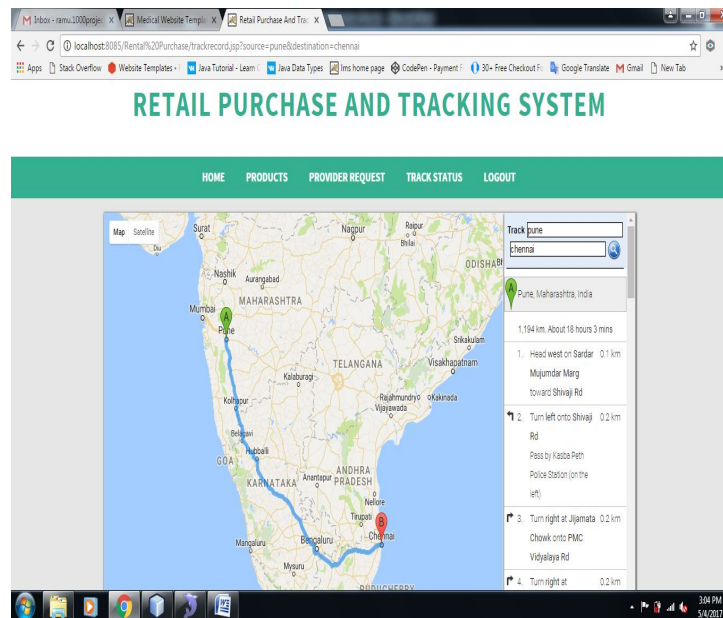 Inbox - ramu.1000projec
Medical Website Templa
Retail Purchase And Trac
localhost:8085/Rental%20Purchase/trackrecord.jsp?source=pune&destination=chennai
Apps Stack Overflow Website Templates - Java Tutorial - Learn Java Data Types lms home page CodePen - Payment F 30+ Free Checkout Fo Google Translate Gmail New Tab
RETAIL PURCHASE AND TRACKING SYSTEM
HOME PRODUCTS PROVIDER REQUEST TRACK STATUS LOGOUT
Map Satellite
Diu
Surat
Nagpur
Raipur
Bhilai
ODISHA
Nashik
Aurangabad
MAHARASHTRA
Mumbai
A
Pune
Srikakulam
TELANGANA
Visakhapatnam
Kalaburagi
Kolhapur
Rajahmundry
Kakinada
Vijayawada
Belagavi
Hubballi
GOA
KARNATAKA
Anantapur
ANDHRA
PRADESH
Nellore
Tirupati
B
Mangaluru
Bengaluru
Chennai
Mysuru
PUDUCHERRY
Track pune
chennai
A
Pune, Maharashtra, India
1,194 km. About 18 hours 3 mins
1. Head west on Sardar 0.1 km
Mujumdar Marg
toward Shivaji Rd
2. Turn left onto Shivaji 0.2 km
Rd
Pass by Kasba Peth
Police Station (on the
left)
3. Turn right at Jijamata 0.2 km
Chowk onto PMC
Vidyalaya Rd
4. Turn right at 0.2 km
3:04 PM
5/4/2017